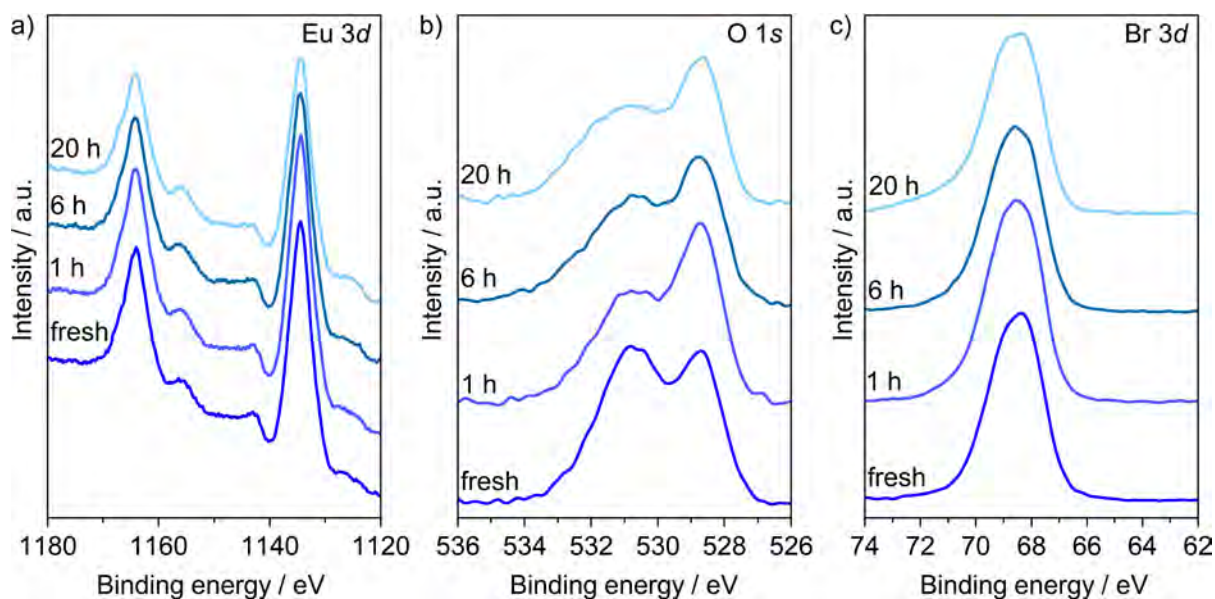 a)
Eu 3d
20 h
6 h
1 h
fresh
Intensity / a.u.
1180 1160 1140 1120
Binding energy / eV
b)
O 1s
20 h
6 h
1 h
fresh
Intensity / a.u.
536 534 532 530 528 526
Binding energy / eV
c)
Br 3d
20 h
6 h
1 h
fresh
Intensity / a.u.
74 72 70 68 66 64 62
Binding energy / eV